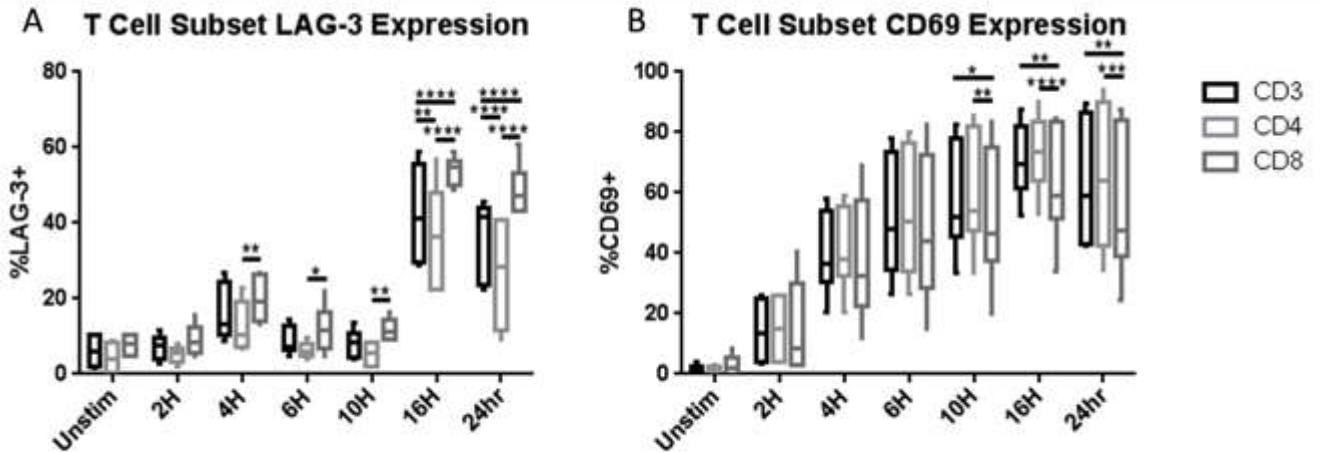 A T Cell Subset LAG-3 Expression
%LAG-3+
80
60
40
20
0
**
*
**
****
**
****
****
****
****
Unstim 2H 4H 6H 10H 16H 24hr
B T Cell Subset CD69 Expression
%CD69+
100
80
60
40
20
0
*
**
**
****
**
***
Unstim 2H 4H 6H 10H 16H 24hr
CD3
CD4
CD8